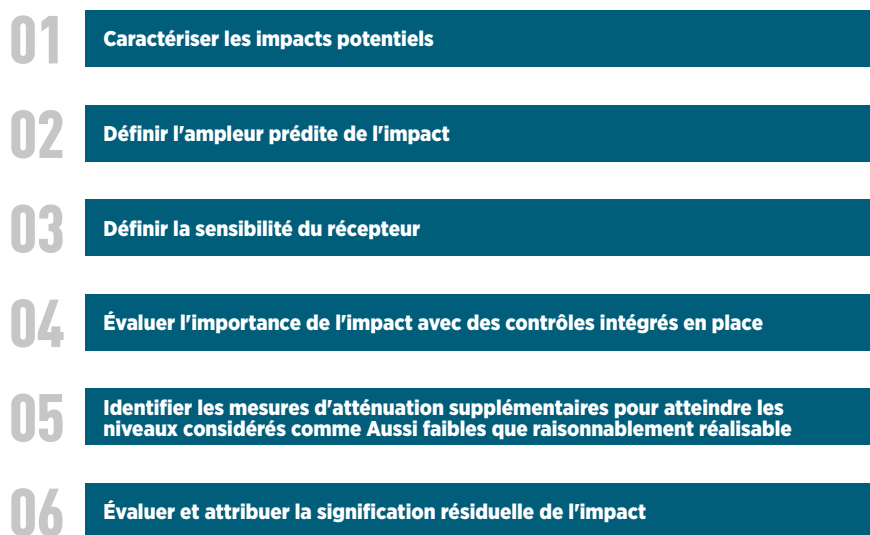 01
Caractériser les impacts potentiels
02
Définir l'ampleur prédite de l'impact
03
Définir la sensibilité du récepteur
04
Évaluer l'importance de l'impact avec des contrôles intégrés en place
05
Identifier les mesures d'atténuation supplémentaires pour atteindre les
niveaux considérés comme Aussi faibles que raisonnablement réalisable
06
Évaluer et attribuer la signification résiduelle de l'impact